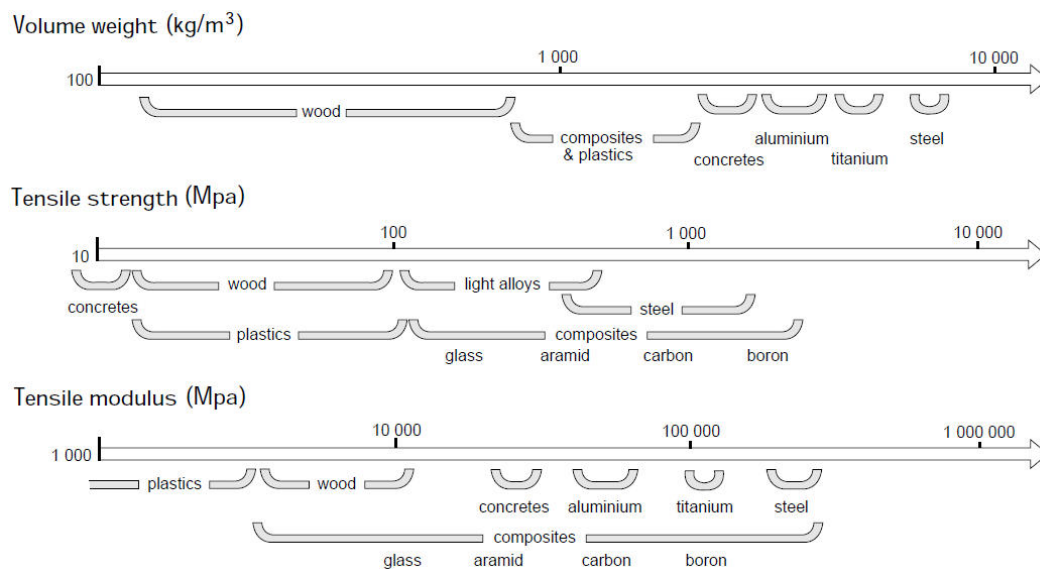 Volume weight (kg/m³)
100 1 000 10 000
wood
composites & plastics
concretes
aluminium
titanium
steel
Tensile strength (Mpa)
10 100 1 000 10 000
concretes
wood
light alloys
steel
plastics
composites
glass aramid carbon boron
Tensile modulus (Mpa)
1 000 10 000 100 000 1 000 000
plastics
wood
concretes
aluminium
titanium
steel
composites
glass aramid carbon boron